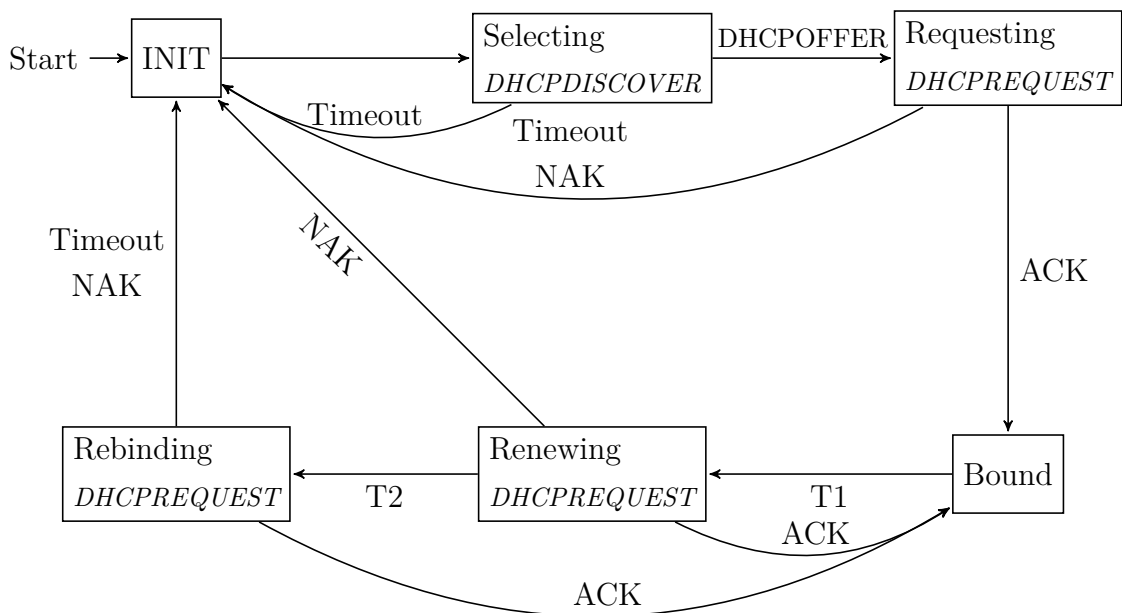 Start
INIT
Selecting
DHCPDISCOVER
DHCPOFFER
Requesting
DHCPREQUEST
Timeout
Timeout
NAK
NAK
Timeout
NAK
ACK
Rebinding
DHCPREQUEST
T2
Renewing
DHCPREQUEST
T1
Bound
ACK
ACK